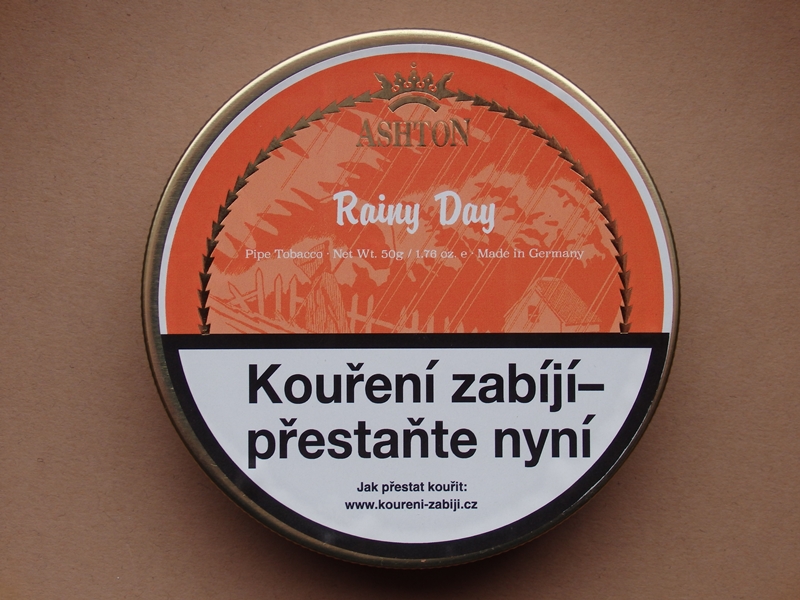 ASHTON
Rainy Day
Pipe Tobacco · Net Wt. 50g / 1.76 oz. e · Made in Germany
Kouření zabíjí–
přestaňte nyní
Jak přestat kouřit:
www.koureni-zabiji.cz